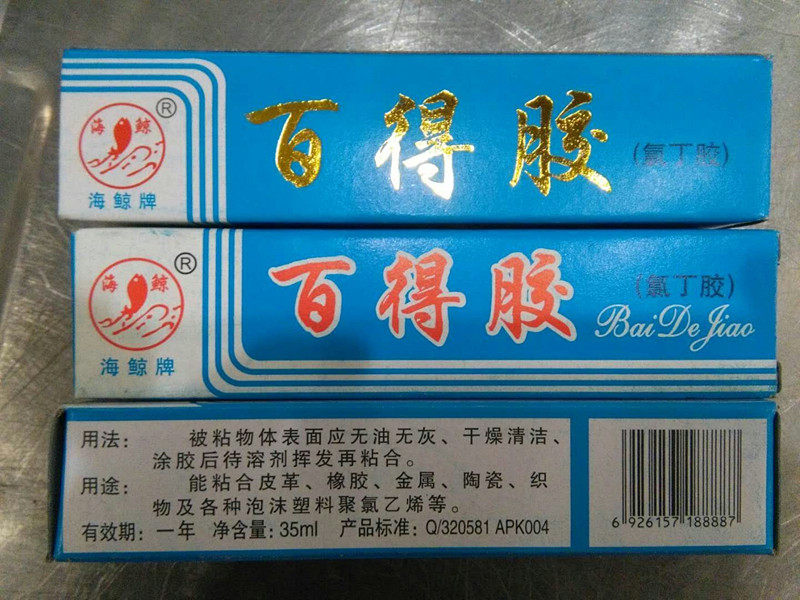 海鲸
®
海鲸牌
百得胶
(氯丁胶)
海鲸
®
海鲸牌
百得胶
(氯丁胶)
Bai De Jiao
用法： 被粘物体表面应无油无灰、干燥清洁、
涂胶后待溶剂挥发再粘合。
用途： 能粘合皮革、橡胶、金属、陶瓷、织
物及各种泡沫塑料聚氯乙烯等。
有效期：一年 净含量：35ml 产品标准：Q/320581 APK004
6 926157 188887